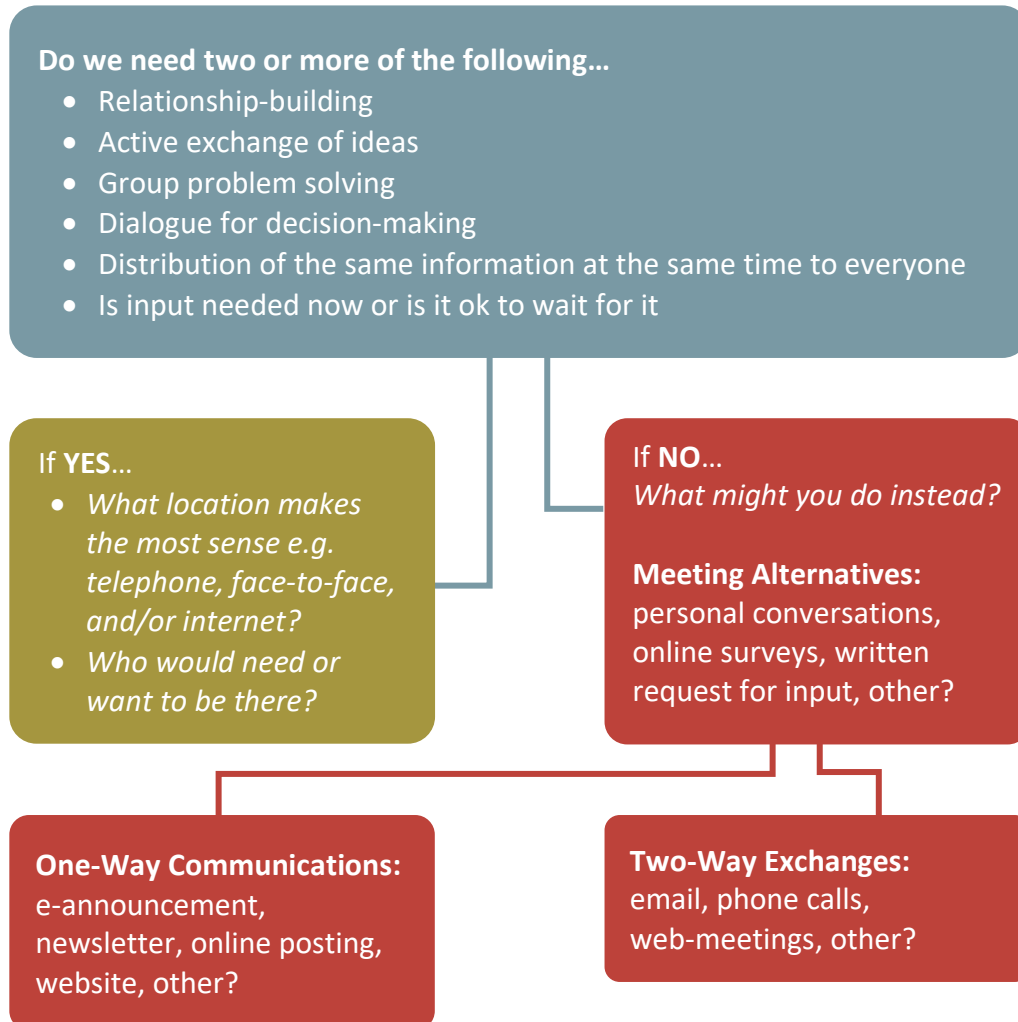 Do we need two or more of the following…
• Relationship-building
• Active exchange of ideas
• Group problem solving
• Dialogue for decision-making
• Distribution of the same information at the same time to everyone
• Is input needed now or is it ok to wait for it
If YES…
• What location makes
the most sense e.g.
telephone, face-to-face,
and/or internet?
• Who would need or
want to be there?
If NO…
What might you do instead?
Meeting Alternatives:
personal conversations,
online surveys, written
request for input, other?
One-Way Communications:
e-announcement,
newsletter, online posting,
website, other?
Two-Way Exchanges:
email, phone calls,
web-meetings, other?